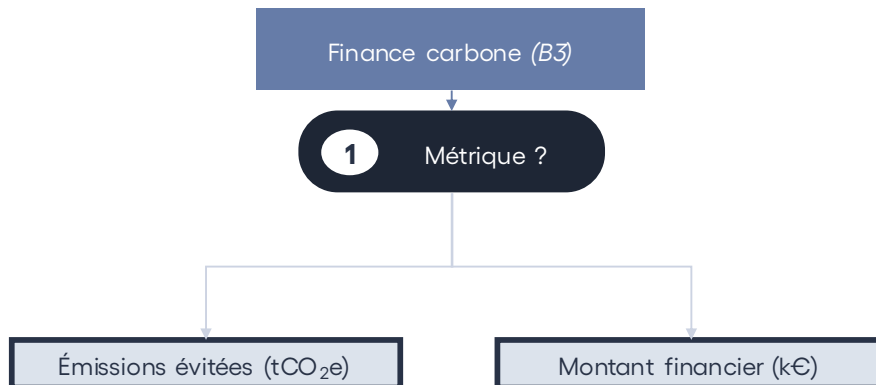 Finance carbone (B3)
1 Métrique ?
Émissions évitées (tCO₂e)
Montant financier (k€)